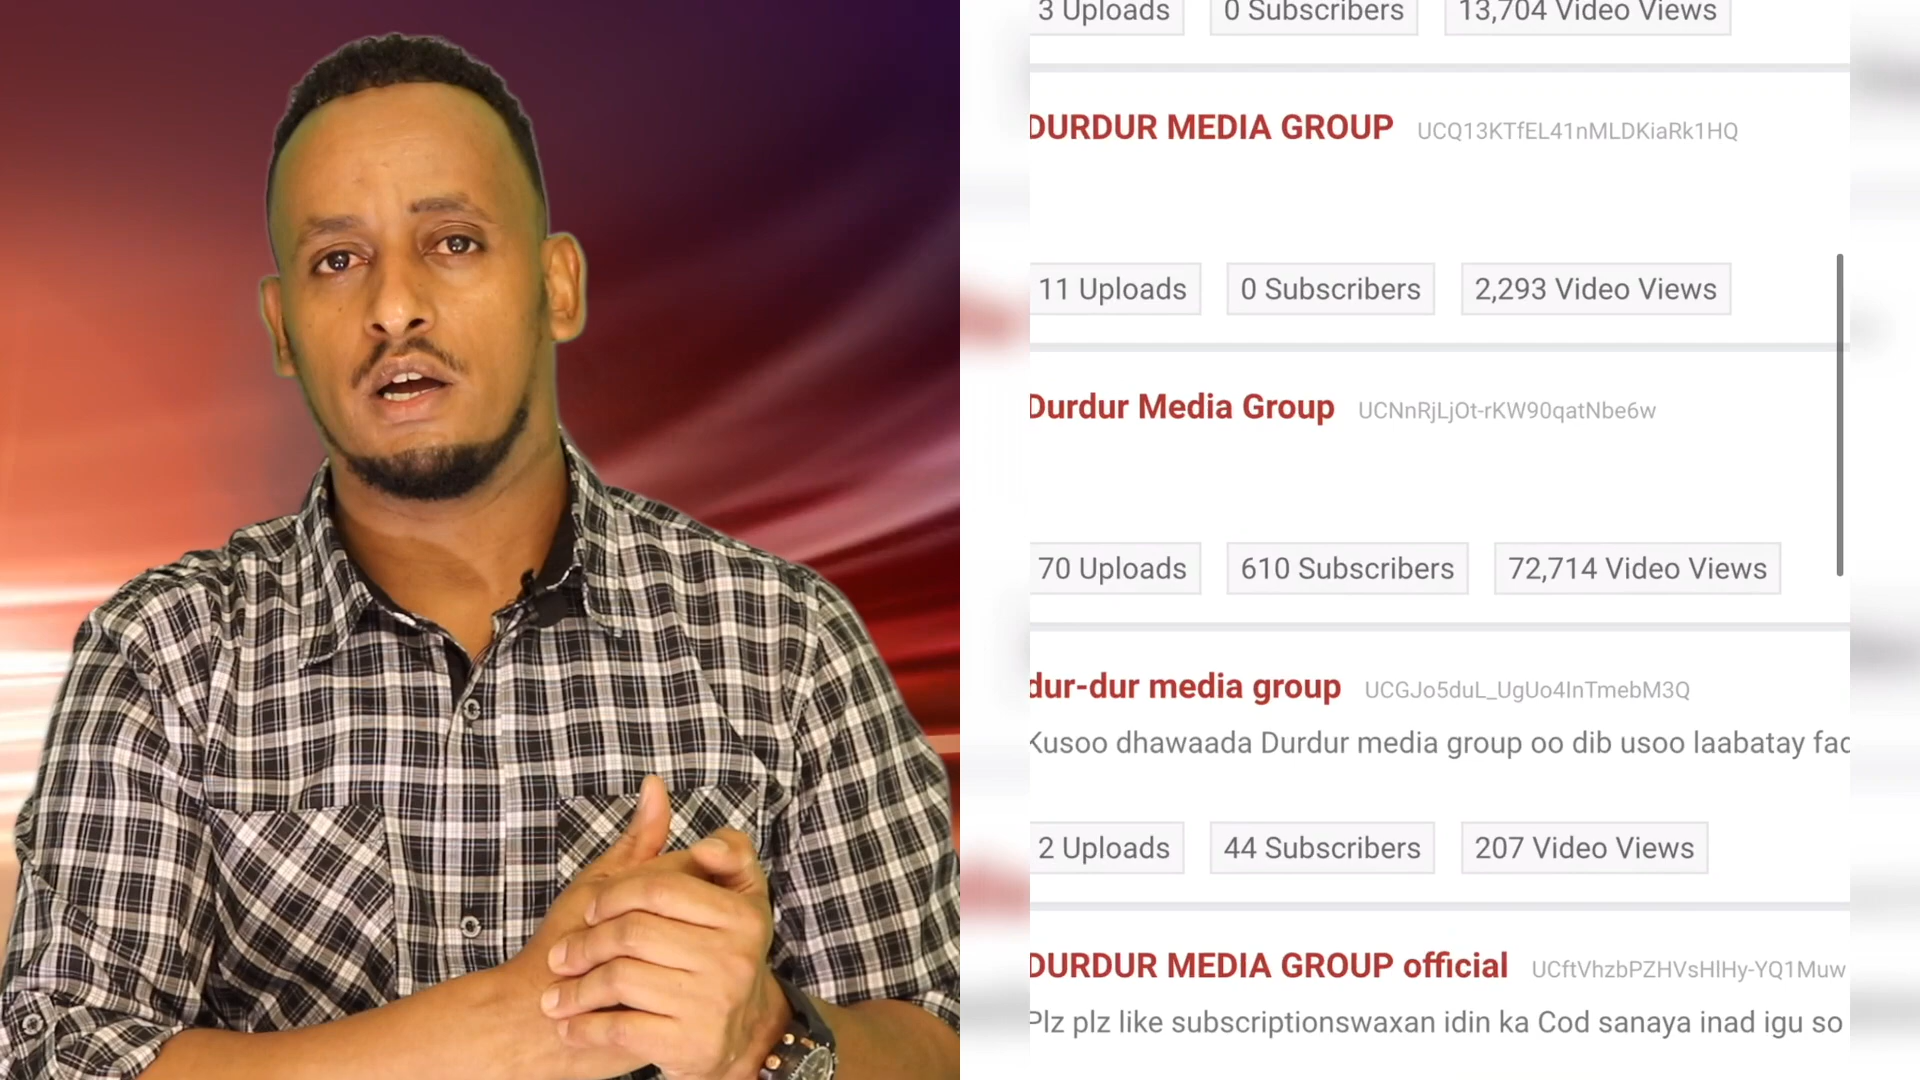 3 Uploads 0 Subscribers 13,704 Video Views
DURDUR MEDIA GROUP UCQ13KTfEL41nMLDKiaRk1HQ
11 Uploads 0 Subscribers 2,293 Video Views
Durdur Media Group UCNnRjLjOt-rKW90qatNbe6w
70 Uploads 610 Subscribers 72,714 Video Views
dur-dur media group UCGJo5duL_UgUo4InTmebM3Q
Kusoo dhawaada Durdur media group oo dib usoo laabatay fac
2 Uploads 44 Subscribers 207 Video Views
DURDUR MEDIA GROUP official UCftVhzbPZHVsHlHy-YQ1Muw
Plz plz like subscriptionswaxan idin ka Cod sanaya inad igu so